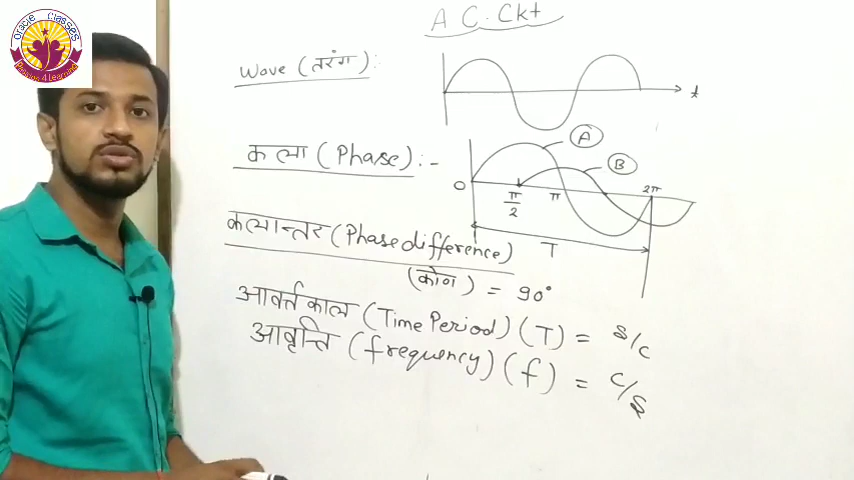 Oracle Classes
Passion 4 Learning
A C. Ckt
Wave (तरंग):
t
कला (Phase):-
A
B
O
π/2
π
2π
T
कलान्तर (Phase difference)
(कोण) = 90°
आवर्त काल (Time Period) (T) = S/C
आवृत्ति (frequency) (f) = C/S